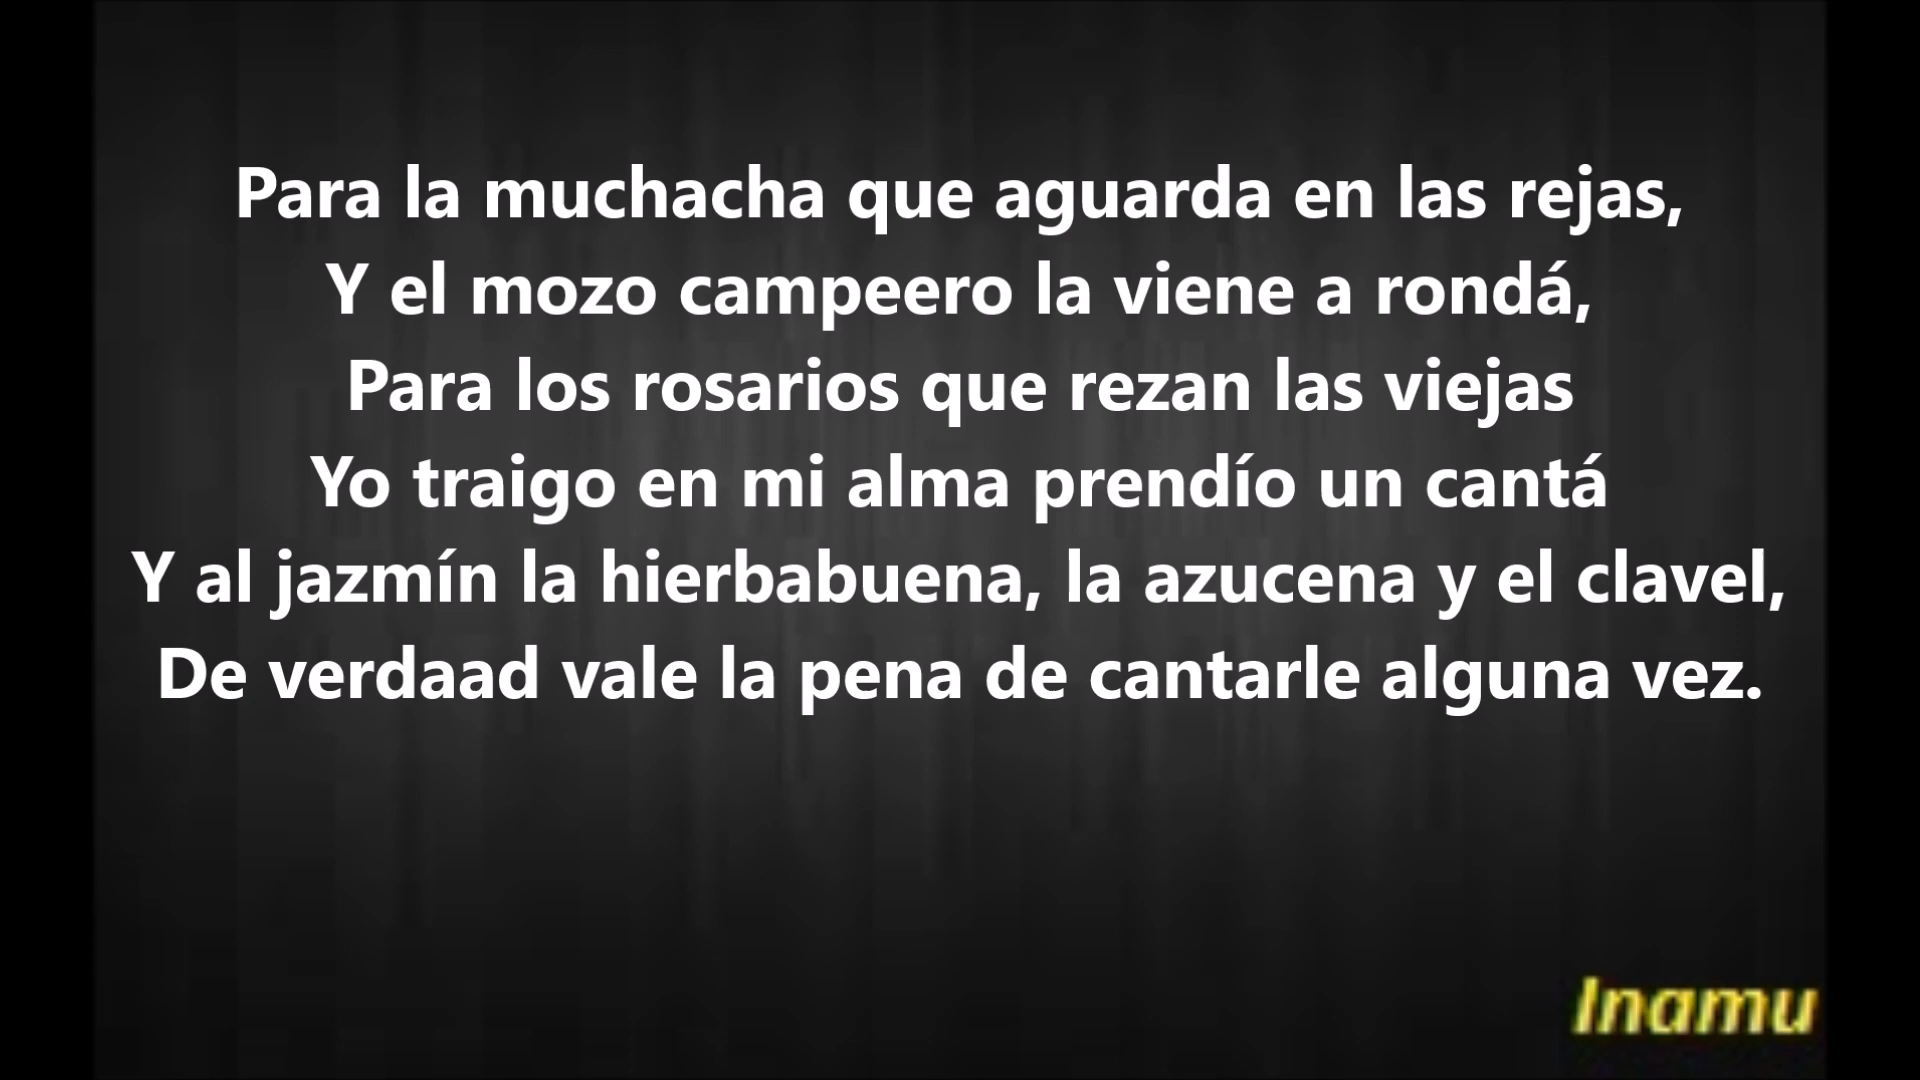 Para la muchacha que aguarda en las rejas,
Y el mozo campeero la viene a rondá,
Para los rosarios que rezan las viejas
Yo traigo en mi alma prendío un cantá
Y al jazmín la hierbabuena, la azucena y el clavel,
De verdaad vale la pena de cantarle alguna vez.
Inamu